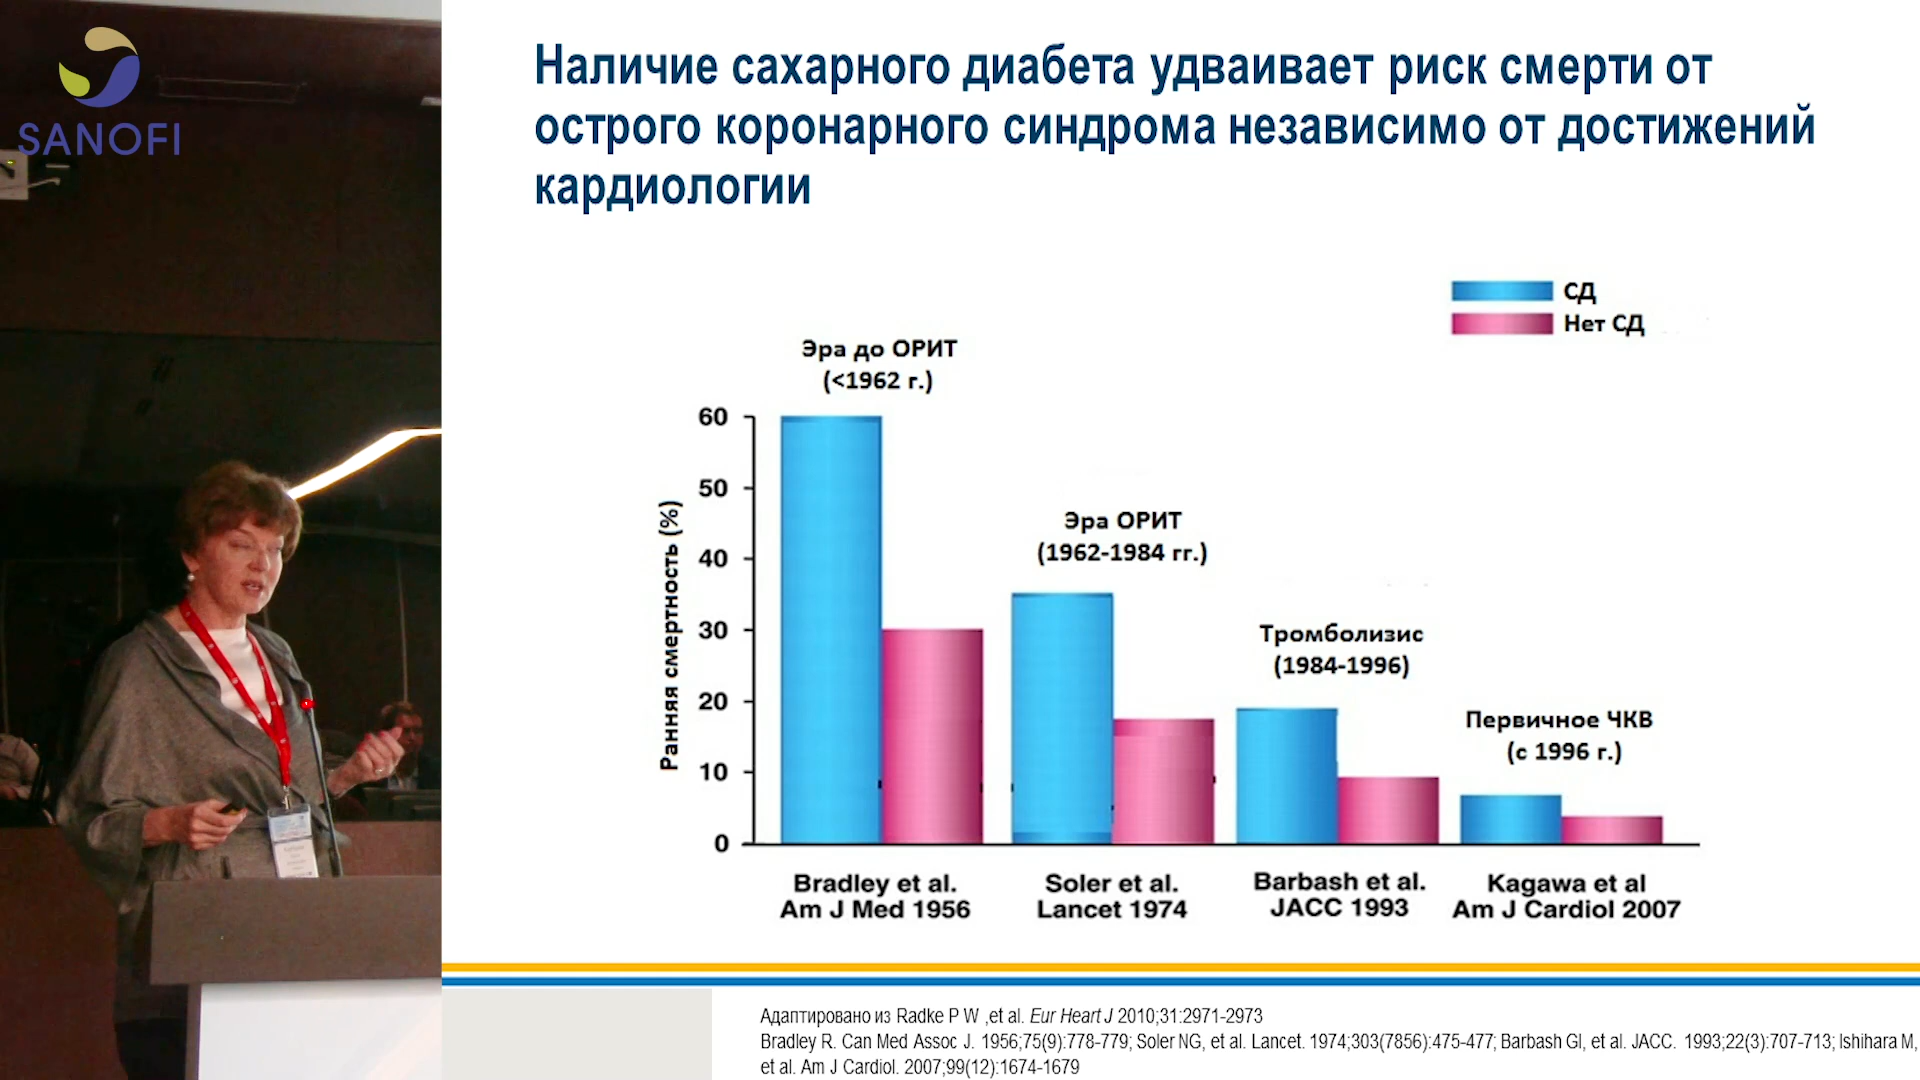 SANOFI
Наличие сахарного диабета удваивает риск смерти от
острого коронарного синдрома независимо от достижений
кардиологии
СД
Нет СД
Эра до ОРИТ
(<1962 г.)
Эра ОРИТ
(1962-1984 гг.)
Тромболизис
(1984-1996)
Первичное ЧКВ
(с 1996 г.)
Ранняя смертность (%)
60
50
40
30
20
10
0
Bradley et al.
Am J Med 1956
Soler et al.
Lancet 1974
Barbash et al.
JACC 1993
Kagawa et al
Am J Cardiol 2007
Адаптировано из Radke P W ,et al. Eur Heart J 2010;31:2971-2973
Bradley R. Can Med Assoc J. 1956;75(9):778-779; Soler NG, et al. Lancet. 1974;303(7856):475-477; Barbash GI, et al. JACC. 1993;22(3):707-713; Ishihara M,
et al. Am J Cardiol. 2007;99(12):1674-1679